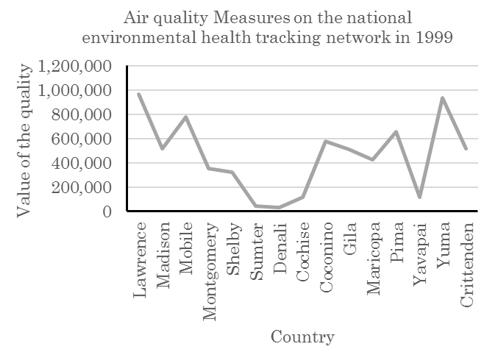 Air quality Measures on the national
environmental health tracking network in 1999
Value of the quality
1,200,000
1,000,000
800,000
600,000
400,000
200,000
0
Lawrence
Madison
Mobile
Montgomery
Shelby
Sumter
Denali
Cochise
Coconino
Gila
Maricopa
Pima
Yavapai
Yuma
Crittenden
Country